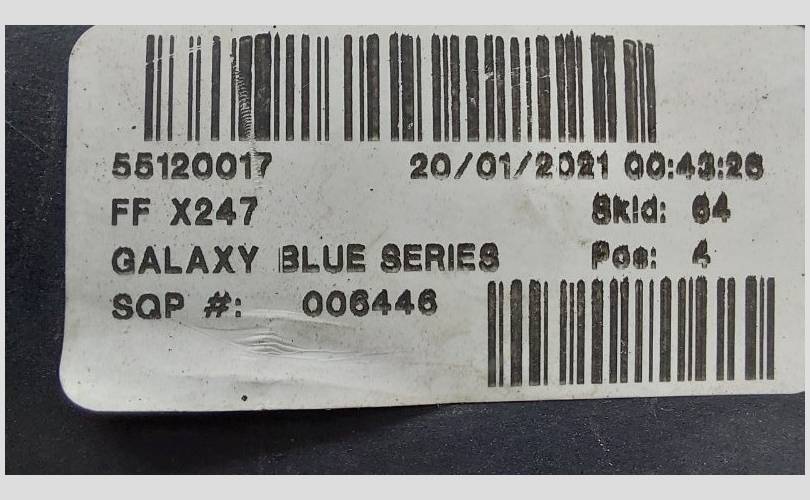 55120017 20/01/2021 00:43:26
FF X247 Skid: 64
GALAXY BLUE SERIES Pos: 4
SQP #: 006446